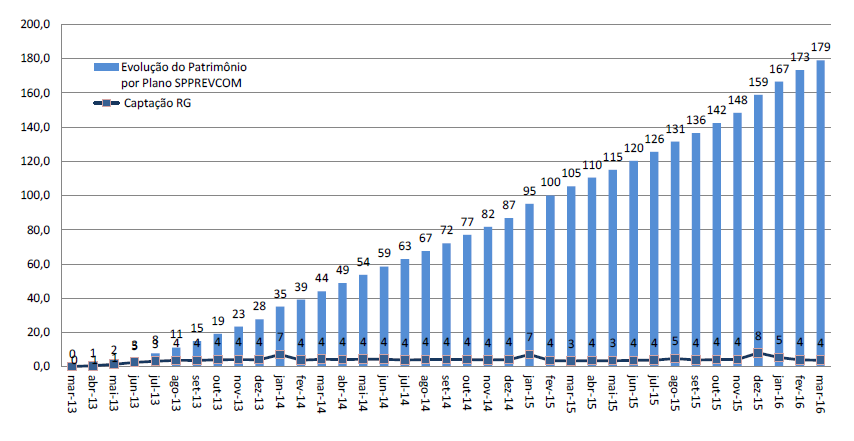 200,0
180,0
160,0
140,0
120,0
100,0
80,0
60,0
40,0
20,0
0,0
Evolução do Patrimônio
por Plano SPPREVCOM
Captação RG
0 1 2 5 8 11 15 19 23 28 35 39 44 49 54 59 63 67 72 77 82 87 95 100 105 110 115 120 126 131 136 142 148 159 167 173 179
0 1 1 3 3 4 4 4 4 4 7 4 4 4 4 4 4 4 4 4 4 4 7 4 3 4 3 4 4 5 4 4 4 8 5 4 4
mar-13 abr-13 mai-13 jun-13 jul-13 ago-13 set-13 out-13 nov-13 dez-13 jan-14 fev-14 mar-14 abr-14 mai-14 jun-14 jul-14 ago-14 set-14 out-14 nov-14 dez-14 jan-15 fev-15 mar-15 abr-15 mai-15 jun-15 jul-15 ago-15 set-15 out-15 nov-15 dez-15 jan-16 fev-16 mar-16